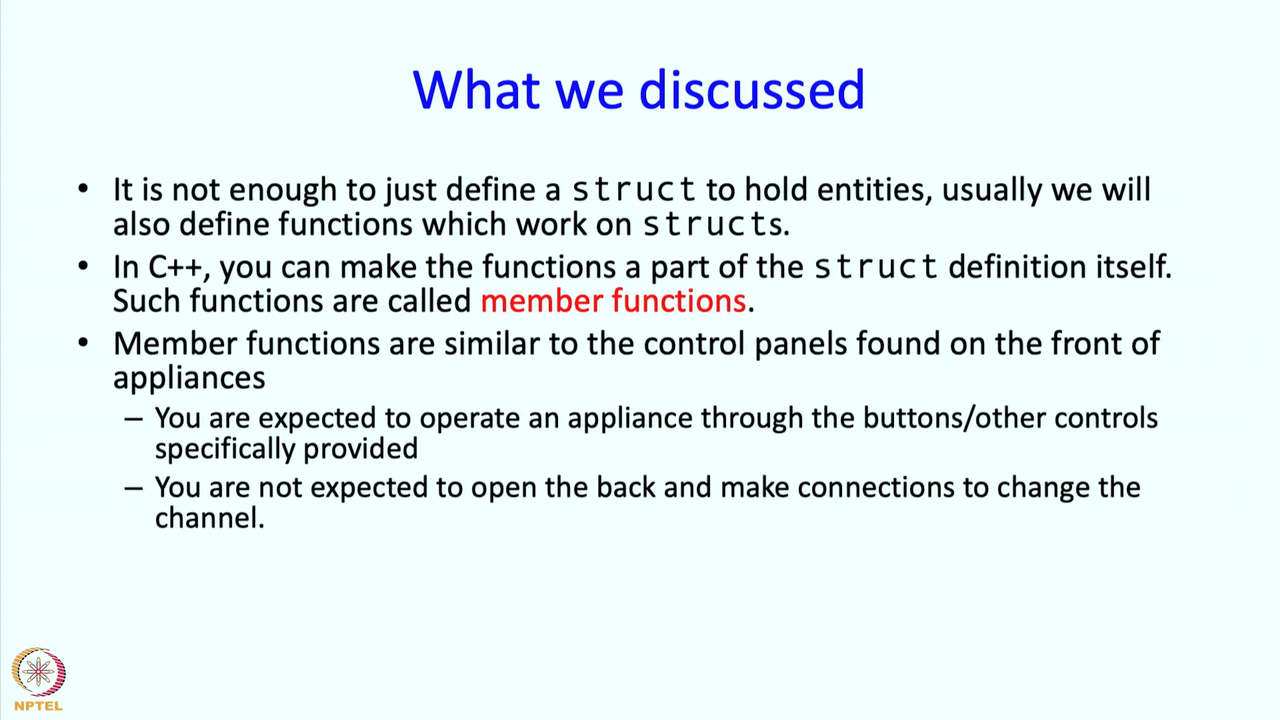 What we discussed
• It is not enough to just define a struct to hold entities, usually we will
also define functions which work on structs.
• In C++, you can make the functions a part of the struct definition itself.
Such functions are called member functions.
• Member functions are similar to the control panels found on the front of
appliances
– You are expected to operate an appliance through the buttons/other controls
specifically provided
– You are not expected to open the back and make connections to change the
channel.
NPTEL